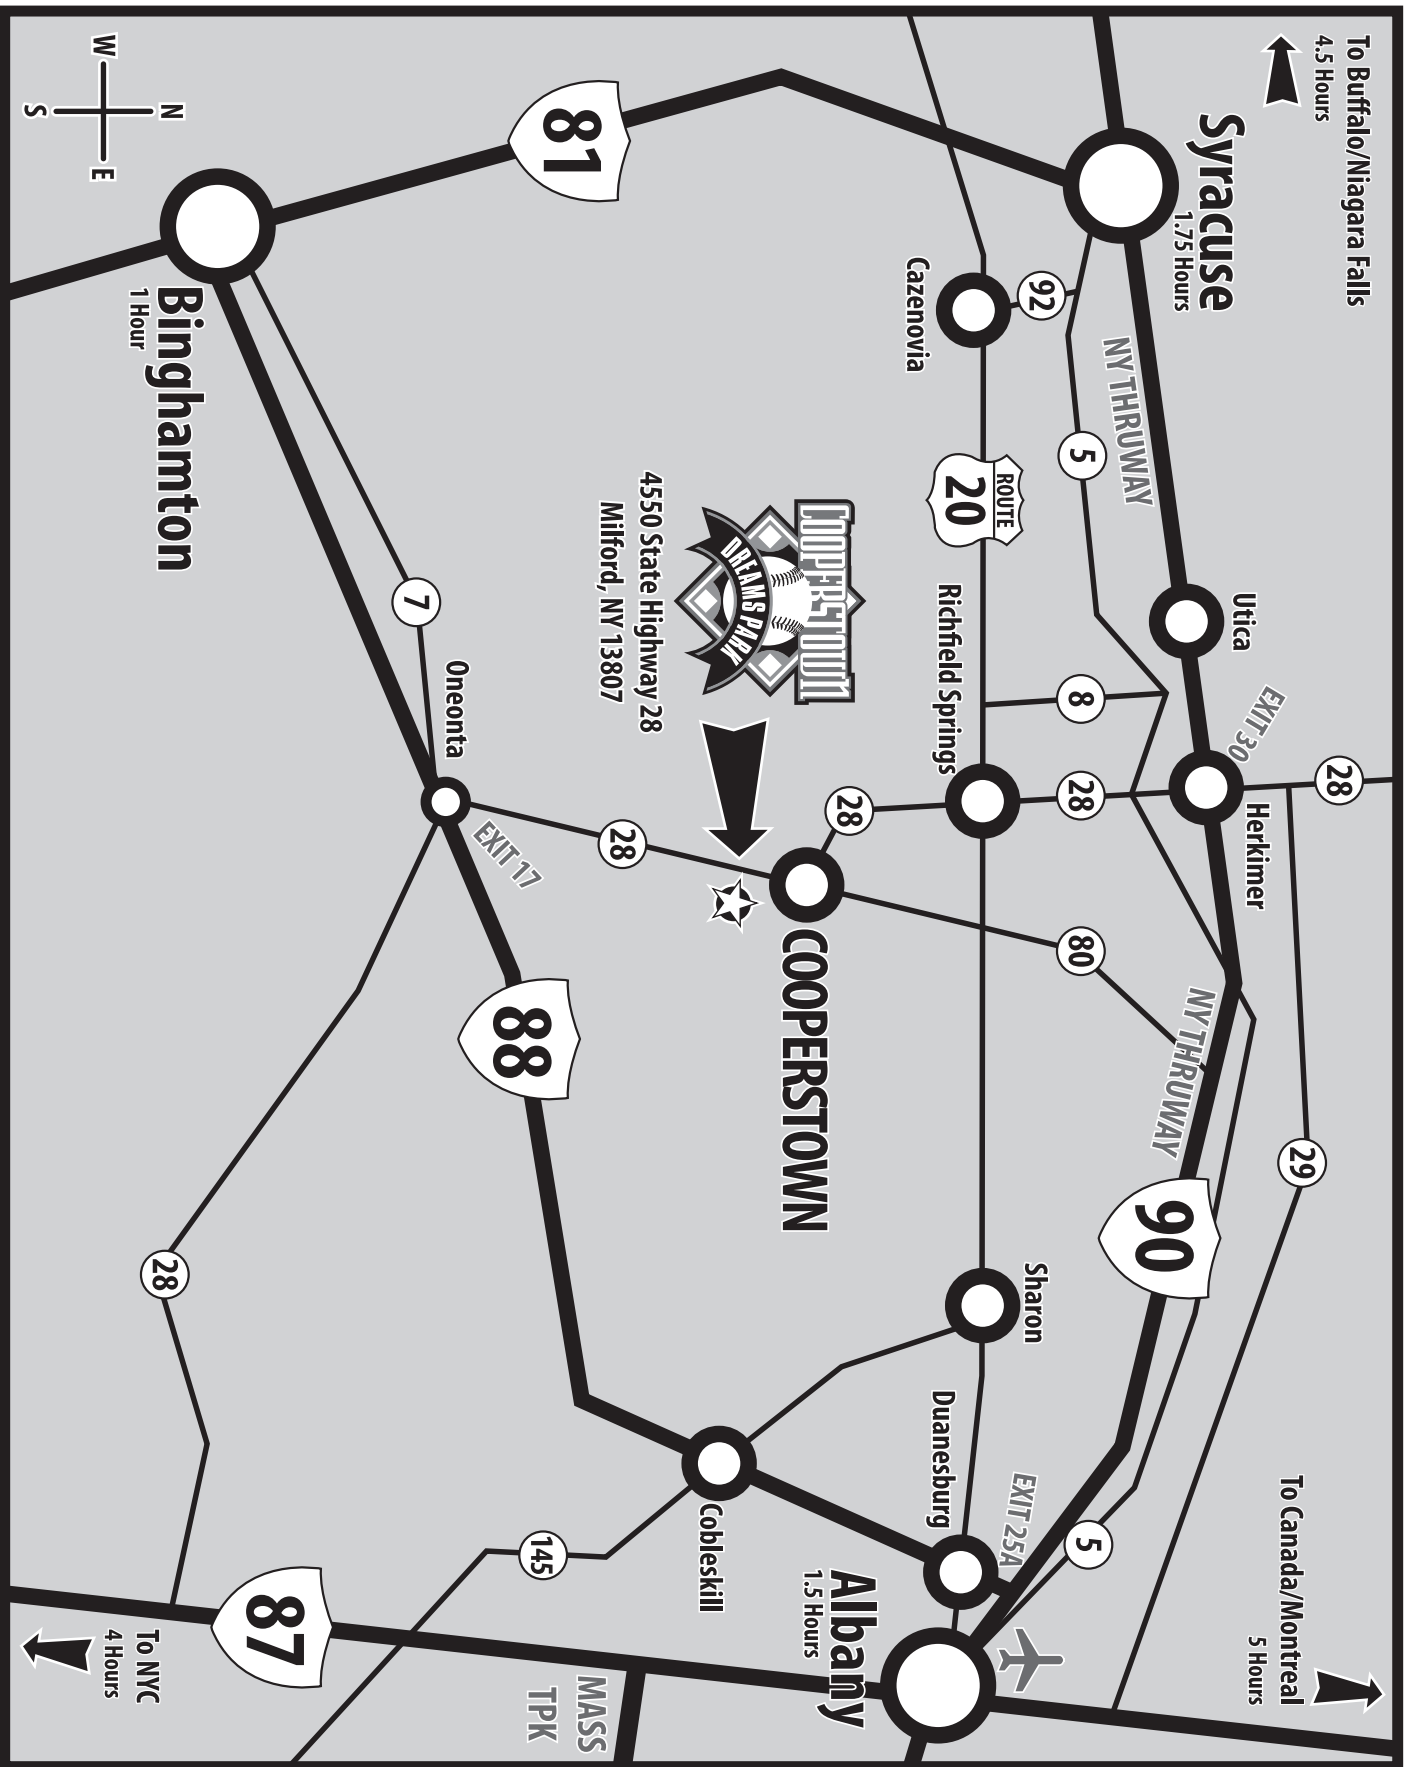 To Buffalo/Niagara Falls
4.5 Hours
Syracuse
1.75 Hours
NY THRUWAY
Utica
EXIT 30
Herkimer
28
29
NY THRUWAY
90
To Canada/Montreal
5 Hours
Cazenovia
92
5
ROUTE
20
8
28
Richfield Springs
80
Sharon
Duanesburg
EXIT 25A
5
Albany
1.5 Hours
81
COOPERSTOWN
DREAMS PARK
4550 State Highway 28
Milford, NY 13807
28
COOPERSTOWN
28
Cobleskill
145
W
N
S
E
Binghamton
1 Hour
7
Oneonta
EXIT 17
88
28
87
MASS
TPK
To NYC
4 Hours